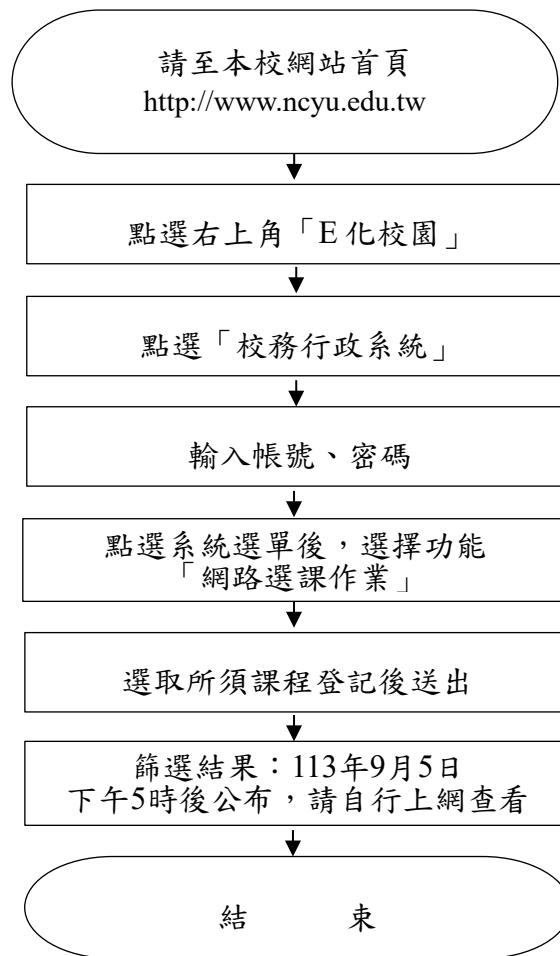 請至本校網站首頁
http://www.ncyu.edu.tw
點選右上角「E化校園」
點選「校務行政系統」
輸入帳號、密碼
點選系統選單後，選擇功能
「網路選課作業」
選取所須課程登記後送出
篩選結果：113年9月5日
下午5時後公布，請自行上網查看
結　　束